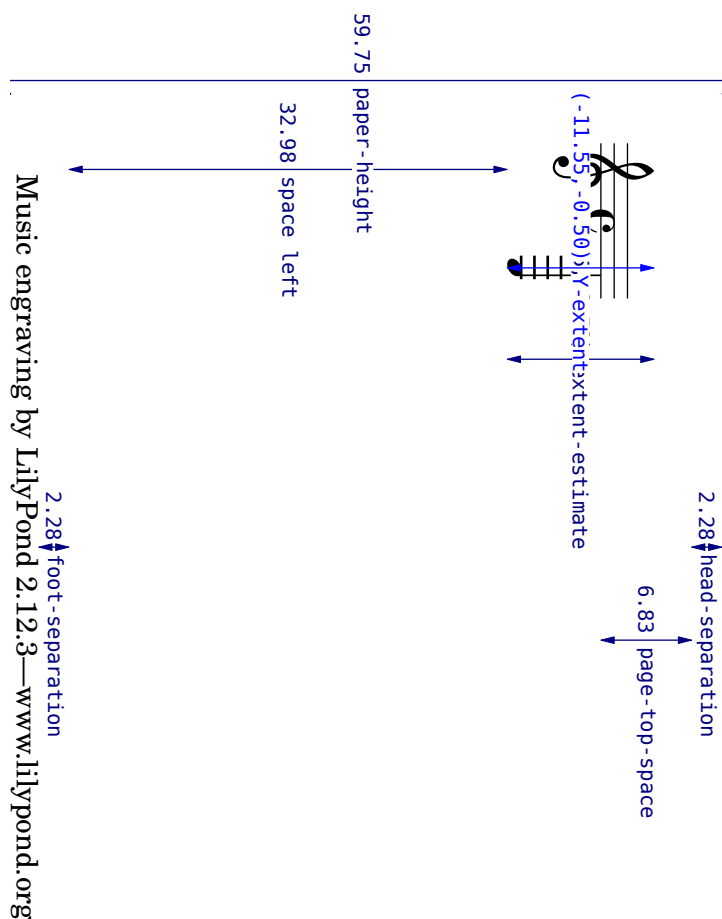 2.28 head-separation
6.83 page-top-space
(-11.55,-0.50)
Y-extent
extent-estimate
59.75 paper-height
32.98 space left
2.28 foot-separation
Music engraving by LilyPond 2.12.3—www.lilypond.org